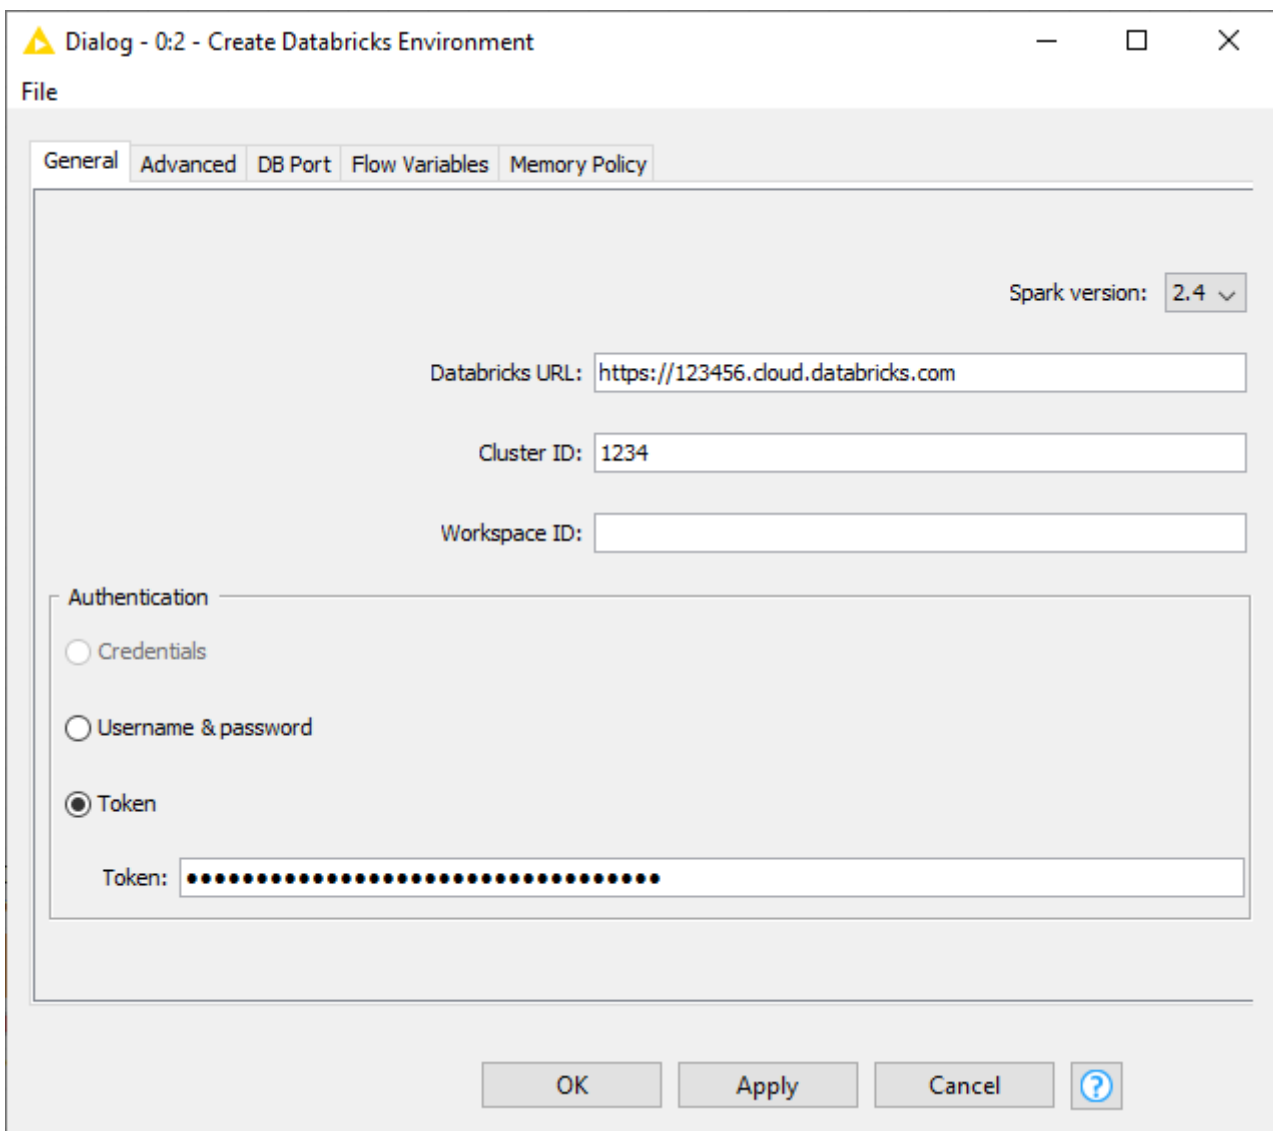 Dialog - 0:2 - Create Databricks Environment
File
General Advanced DB Port Flow Variables Memory Policy
Spark version: 2.4
Databricks URL: https://123456.cloud.databricks.com
Cluster ID: 1234
Workspace ID:
Authentication
Credentials
Username & password
Token
Token: ••••••••••••••••••••••••••••••••••
OK Apply Cancel ?